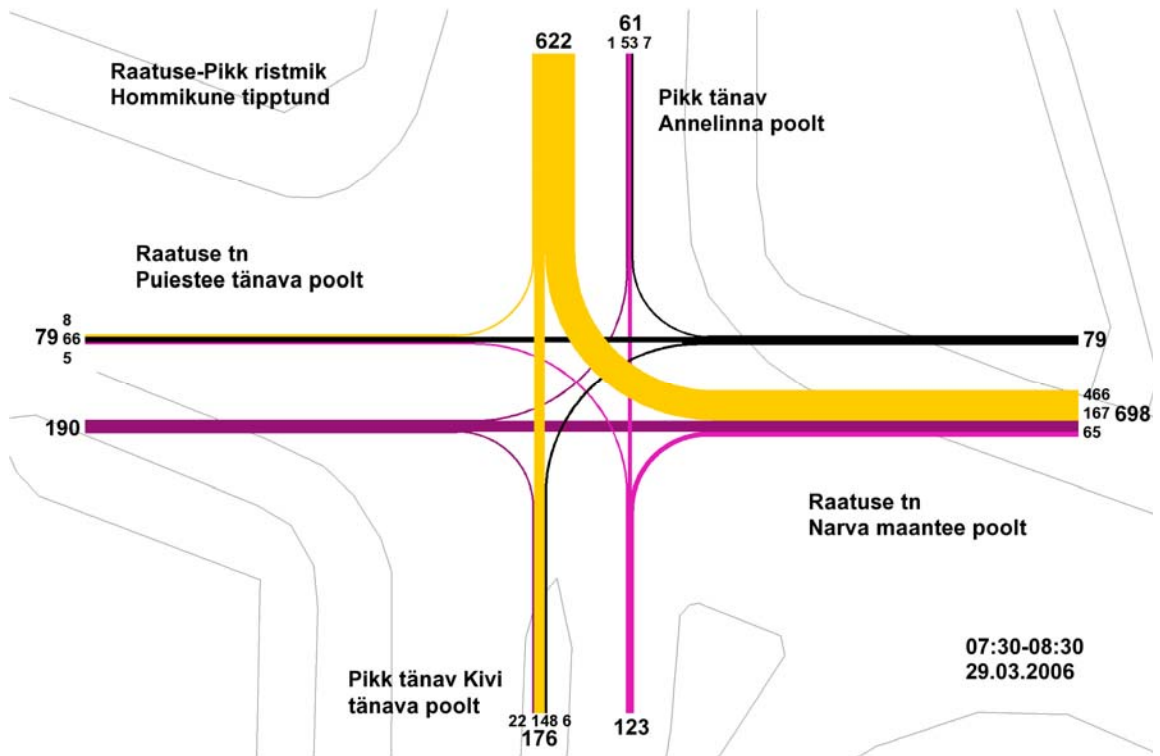 622
61
1 53 7
Raatuse-Pikk ristmik
Hommikune tipptund
Pikk tänav
Annelinna poolt
Raatuse tn
Puiestee tänava poolt
8
79 66
5
79
466
167 698
65
190
Raatuse tn
Narva maantee poolt
07:30-08:30
29.03.2006
Pikk tänav Kivi
tänava poolt
22 148 6
176
123